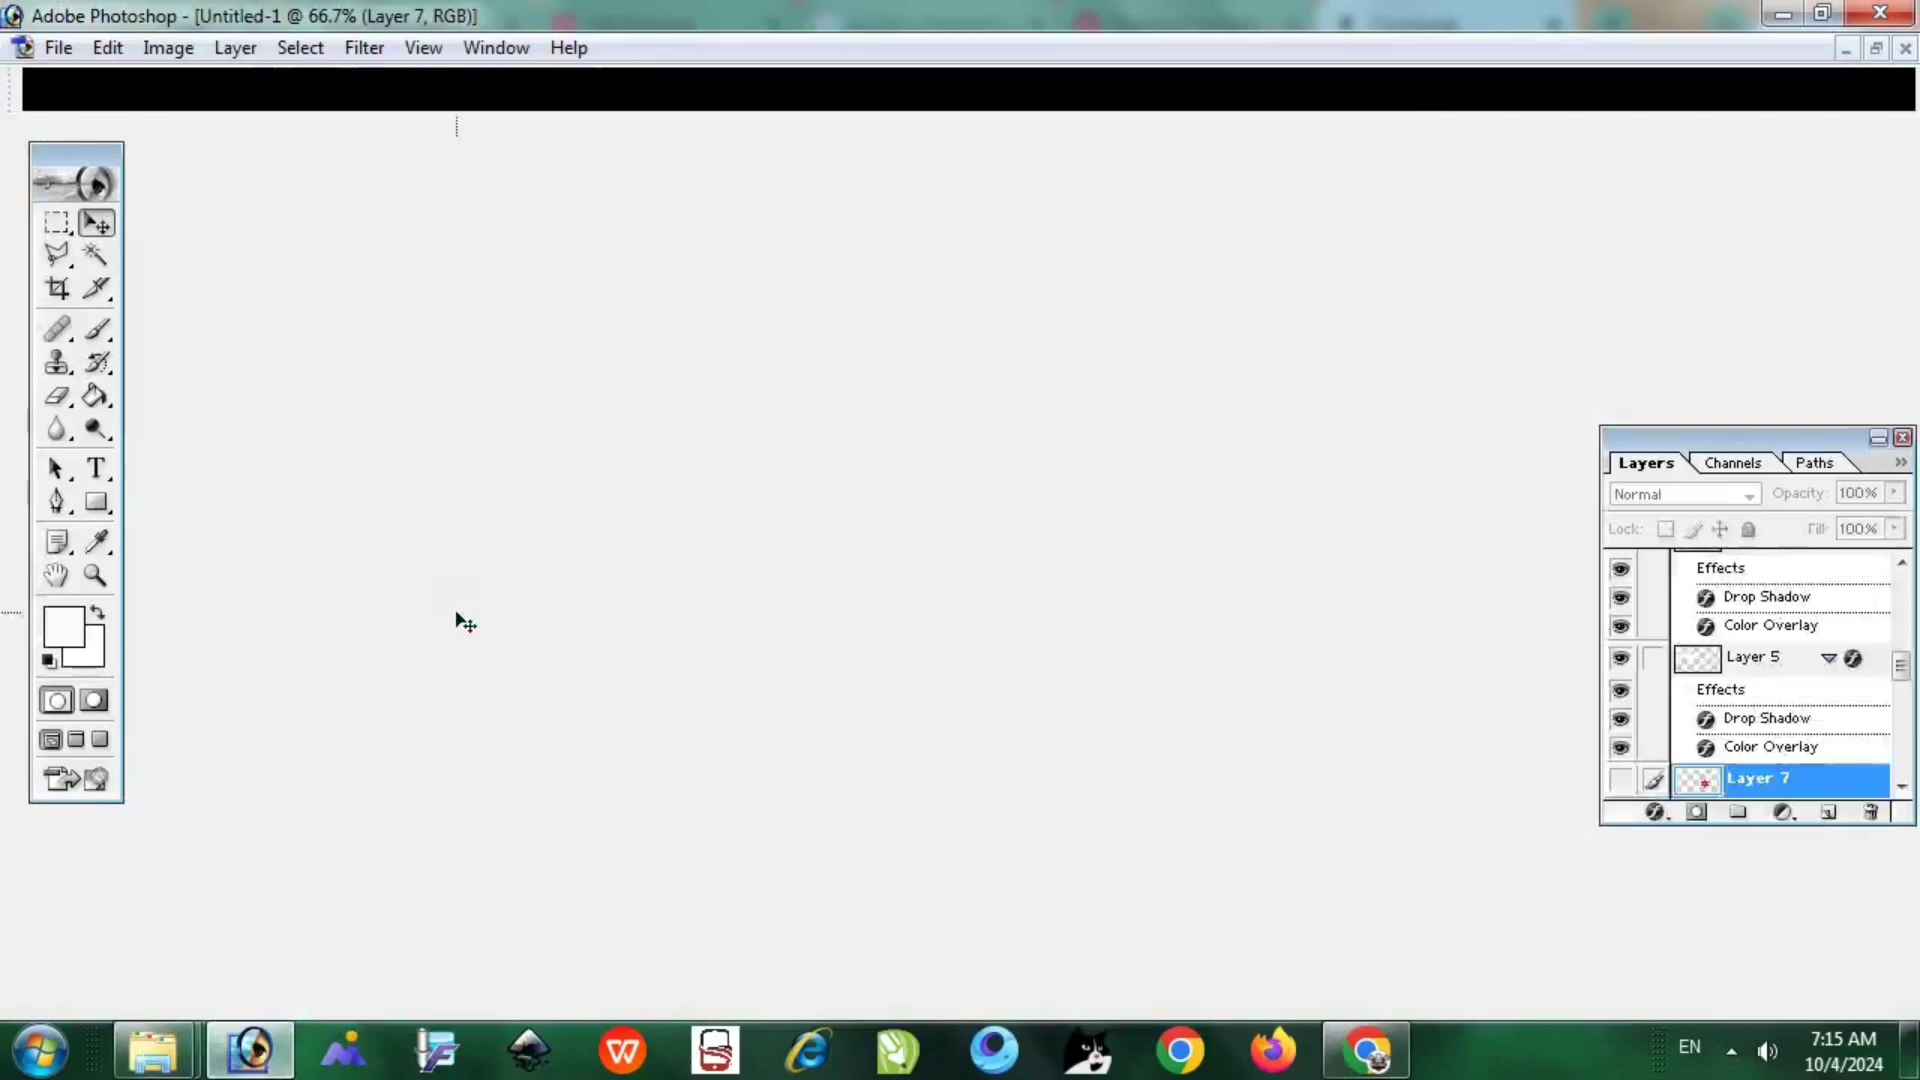 Adobe Photoshop - [Untitled-1 @ 66.7% (Layer 7, RGB)]
File Edit Image Layer Select Filter View Window Help
Layers Channels Paths
Normal Opacity: 100%
Lock: Fill: 100%
Effects
Drop Shadow
Color Overlay
Layer 5
Effects
Drop Shadow
Color Overlay
Layer 7
EN 7:15 AM
10/4/2024